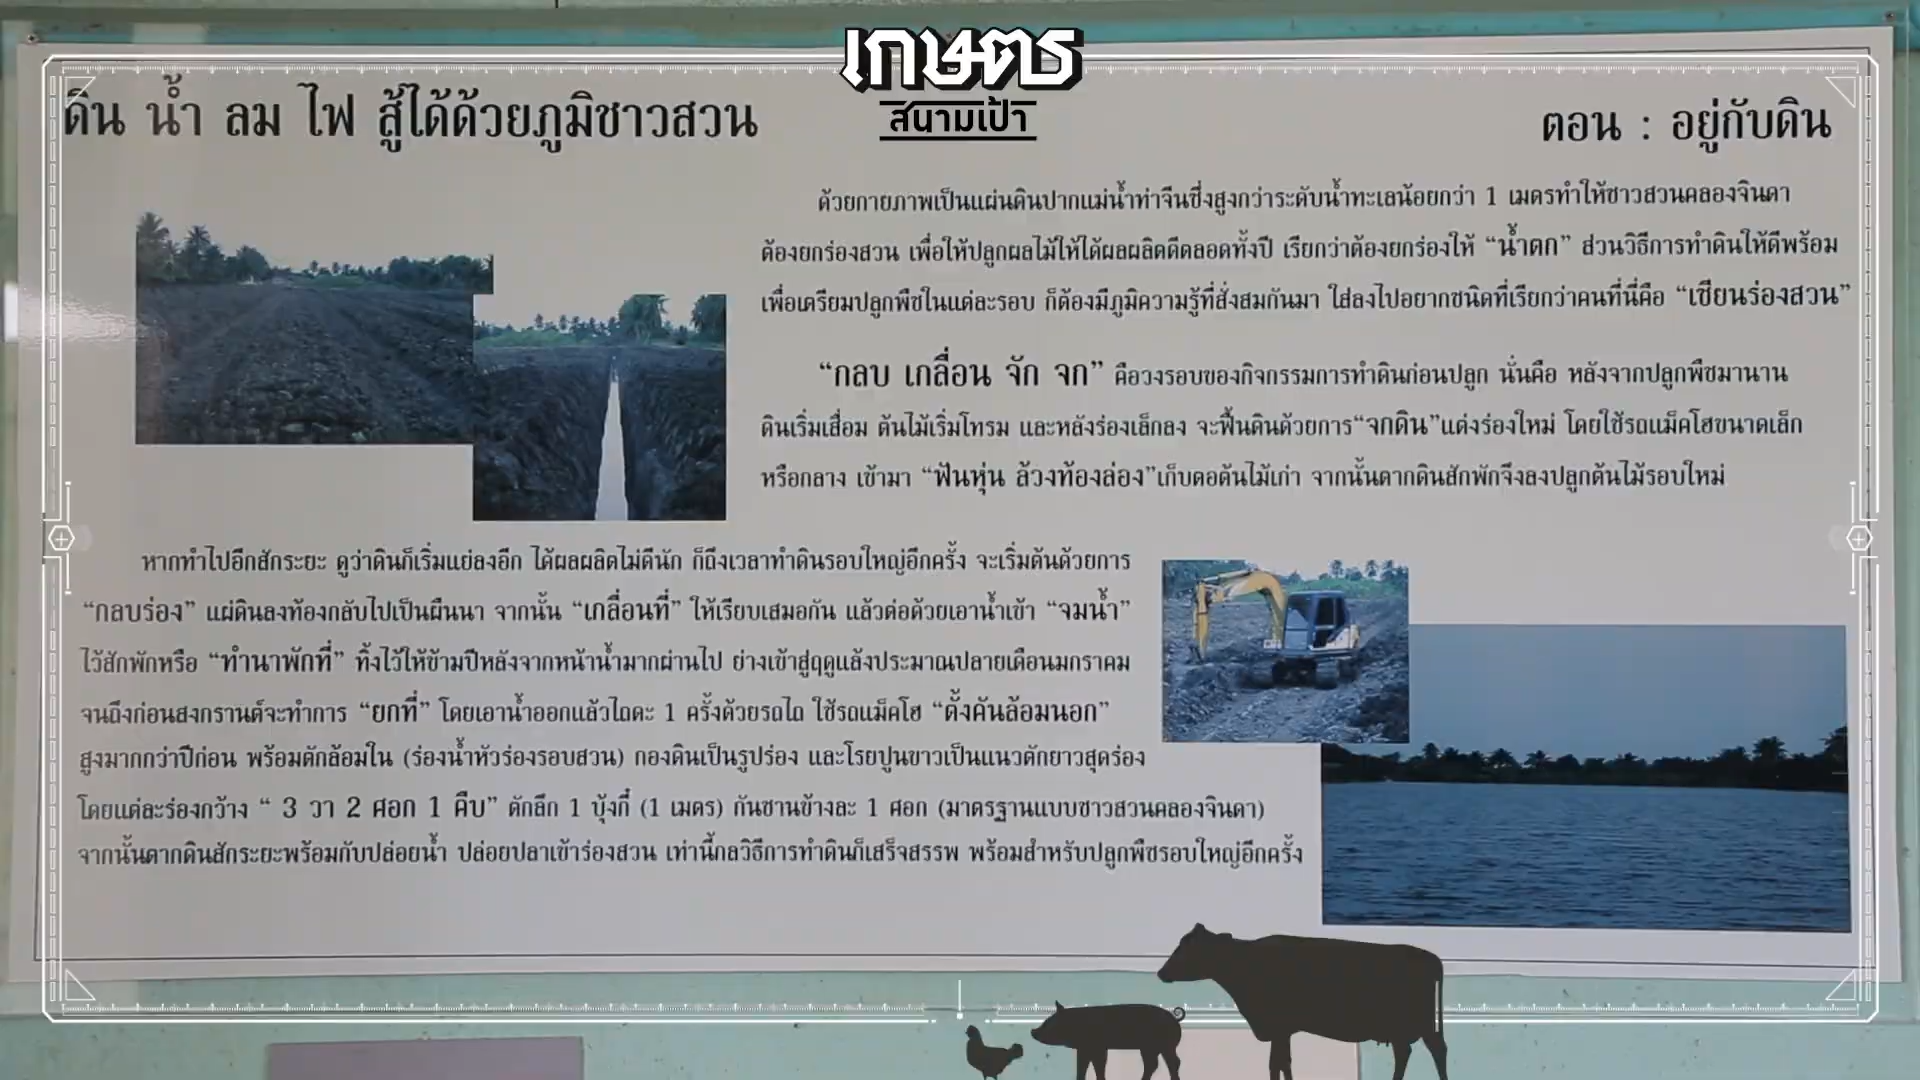 เกษตร
สนามเป้า
ดิน น้ำ ลม ไฟ สู้ได้ด้วยภูมิชาวสวน
ตอน : อยู่กับดิน
ด้วยกายภาพเป็นแผ่นดินปากแม่น้ำท่าจีนซึ่งสูงกว่าระดับน้ำทะเลน้อยกว่า 1 เมตรทำให้ชาวสวนคลองจินดา
ต้องยกร่องสวน เพื่อให้ปลูกผลไม้ให้ได้ผลผลิตดีตลอดทั้งปี เรียกว่าต้องยกร่องให้ “น้ำตก” ส่วนวิธีการทำดินให้ดีพร้อม
เพื่อเตรียมปลูกพืชในแต่ละรอบ ก็ต้องมีภูมิความรู้ที่สั่งสมกันมา ใส่ลงไปอยากชนิดที่เรียกว่าคนที่นี่คือ “เซียนร่องสวน”
“กลบ เกลื่อน จัก จก” คือวงรอบของกิจกรรมการทำดินก่อนปลูก นั่นคือ หลังจากปลูกพืชมานาน
ดินเริ่มเสื่อม ต้นไม้เริ่มโทรม และหลังร่องเล็กลง จะฟื้นดินด้วยการ“จกดิน”แต่งร่องใหม่ โดยใช้รถแม็คโฮขนาดเล็ก
หรือกลาง เข้ามา “ฟันหุ่น ล้วงท้องล่อง”เก็บตอต้นไม้เก่า จากนั้นตากดินสักพักจึงลงปลูกต้นไม้รอบใหม่
หากทำไปอีกสักระยะ ดูว่าดินก็เริ่มแย่ลงอีก ได้ผลผลิตไม่ดีนัก ก็ถึงเวลาทำดินรอบใหญ่อีกครั้ง จะเริ่มต้นด้วยการ
“กลบร่อง” แผ่ดินลงท้องกลับไปเป็นผืนนา จากนั้น “เกลื่อนที่” ให้เรียบเสมอกัน แล้วต่อด้วยเอาน้ำเข้า “จมน้ำ”
ไว้สักพักหรือ “ทำนาพักที่” ทิ้งไว้ให้ข้ามปีหลังจากหน้าน้ำมากผ่านไป ย่างเข้าสู่ฤดูแล้งประมาณปลายเดือนมกราคม
จนถึงก่อนสงกรานต์จะทำการ “ยกที่” โดยเอาน้ำออกแล้วไถดะ 1 ครั้งด้วยรถไถ ใช้รถแม็คโฮ “ตั้งคันล้อมนอก”
สูงมากกว่าปีก่อน พร้อมตักล้อมใน (ร่องน้ำหัวร่องรอบสวน) กองดินเป็นรูปร่อง และโรยปูนขาวเป็นแนวตักยาวสุดร่อง
โดยแต่ละร่องกว้าง “ 3 วา 2 ศอก 1 คืบ” ตักลึก 1 บุ้งกี๋ (1 เมตร) กันชานข้างละ 1 ศอก (มาตรฐานแบบชาวสวนคลองจินดา)
จากนั้นตากดินสักระยะพร้อมกับปล่อยน้ำ ปล่อยปลาเข้าร่องสวน เท่านี้กลวิธีการทำดินก็เสร็จสรรพ พร้อมสำหรับปลูกพืชรอบใหญ่อีกครั้ง